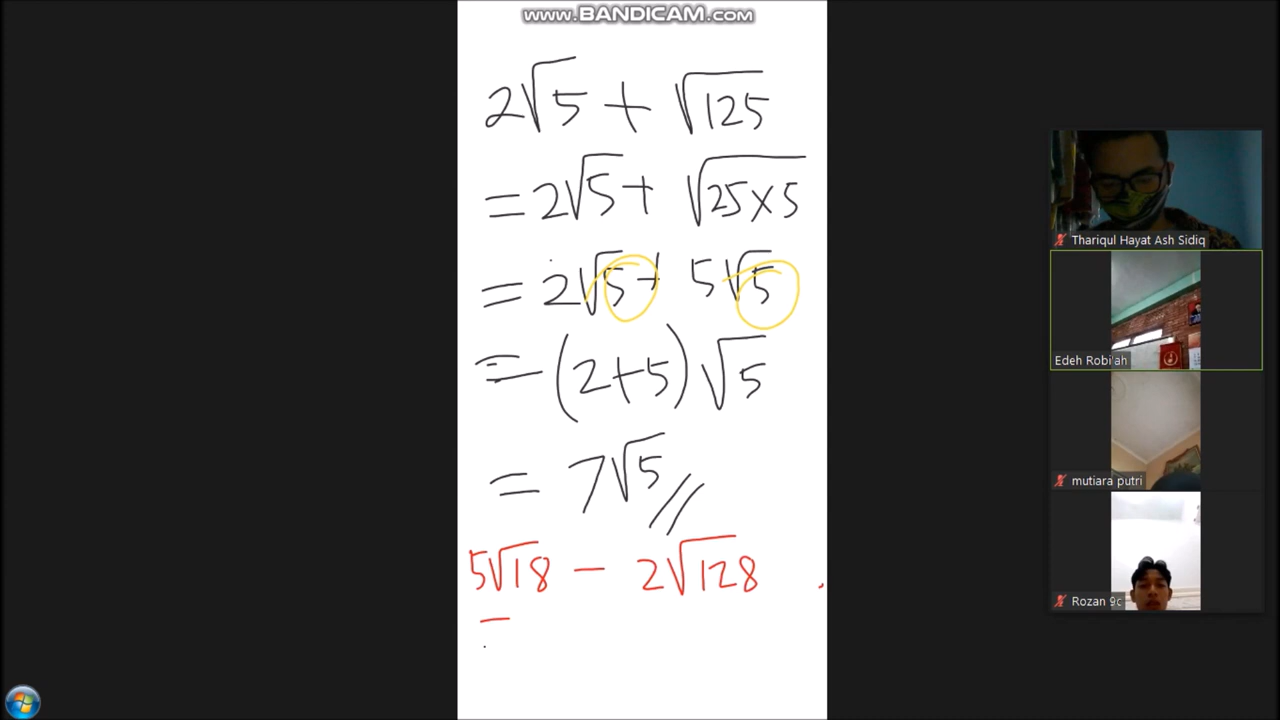 www.BANDICAM.com
2√5 + √125
= 2√5 + √25×5
= 2√5 + 5√5
= (2+5)√5
= 7√5 //
5√18 − 2√128
Thariqul Hayat Ash Sidiq
Edeh Robi'ah
mutiara putri
Rozan 9c